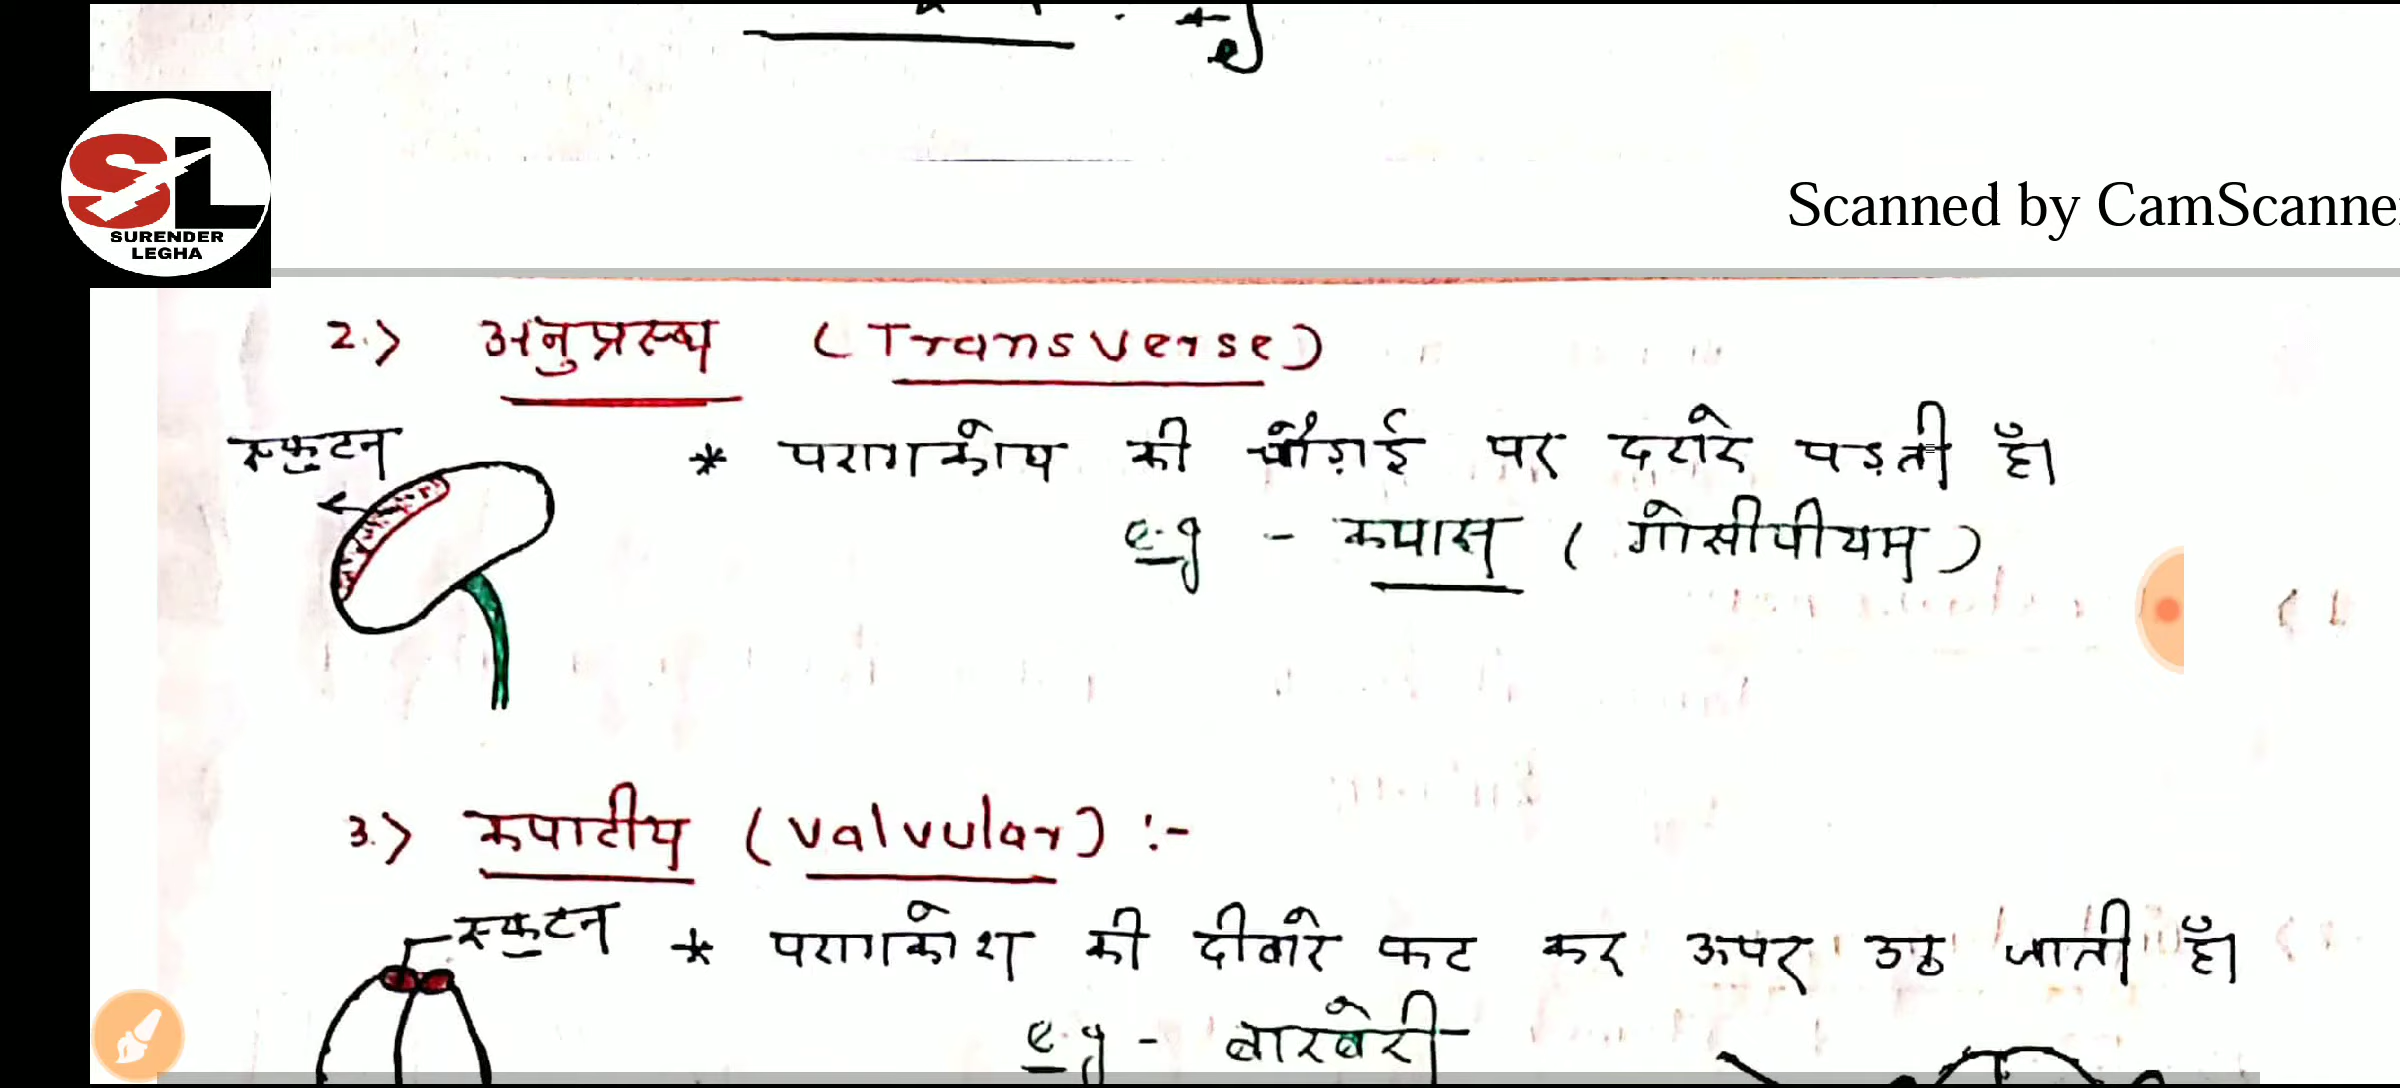 SL
SURENDER
LEGHA
Scanned by CamScanne
2.) अनुप्रस्थ (Transverse)
स्फुटन
* परागकोष की चौड़ाई पर दरारे पड़ती हैं।
e.g - कपास ( गोसीपीयम )
3.) कपाटीय (valvular) :-
स्फुटन
* परागकोश की दीवारे फट कर ऊपर उठ जाती हैं।
e.g - बारबेरी